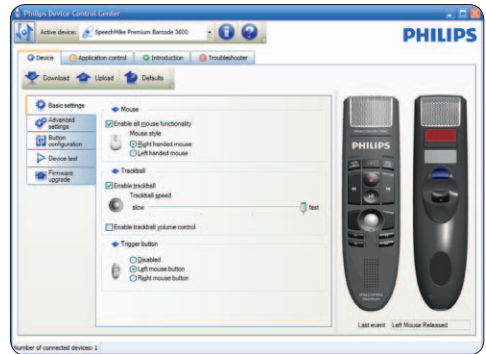 Philips Device Control Center
Active device: SpeechMike Premium Barcode 3600
PHILIPS
Device Application control Introduction Troubleshooter
Download Upload Defaults
Basic settings
Advanced settings
Button configuration
Device test
Firmware upgrade
Mouse
Enable all mouse functionality
Mouse style
Right handed mouse
Left handed mouse
Trackball
Enable trackball
Trackball speed
slow fast
Enable trackball volume control
Trigger button
Disabled
Left mouse button
Right mouse button
PHILIPS
Last event Left Mouse Released
Number of connected devices: 1